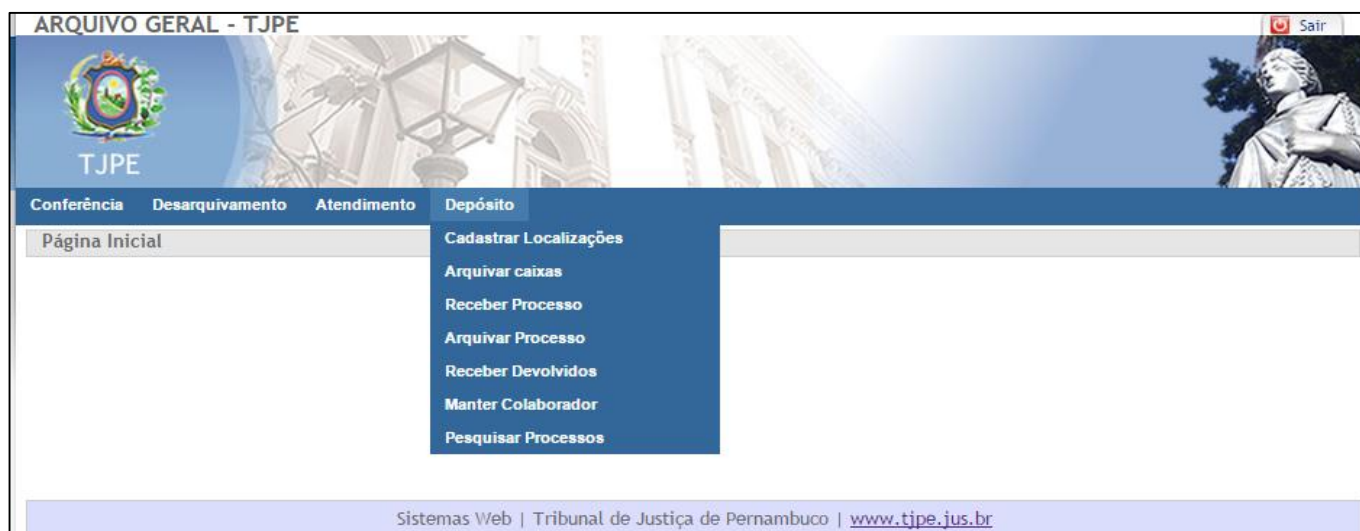 ARQUIVO GERAL - TJPE
Sair
TJPE
Conferência Desarquivamento Atendimento Depósito
Página Inicial
Cadastrar Localizações
Arquivar caixas
Receber Processo
Arquivar Processo
Receber Devolvidos
Manter Colaborador
Pesquisar Processos
Sistemas Web | Tribunal de Justiça de Pernambuco | www.tjpe.jus.br